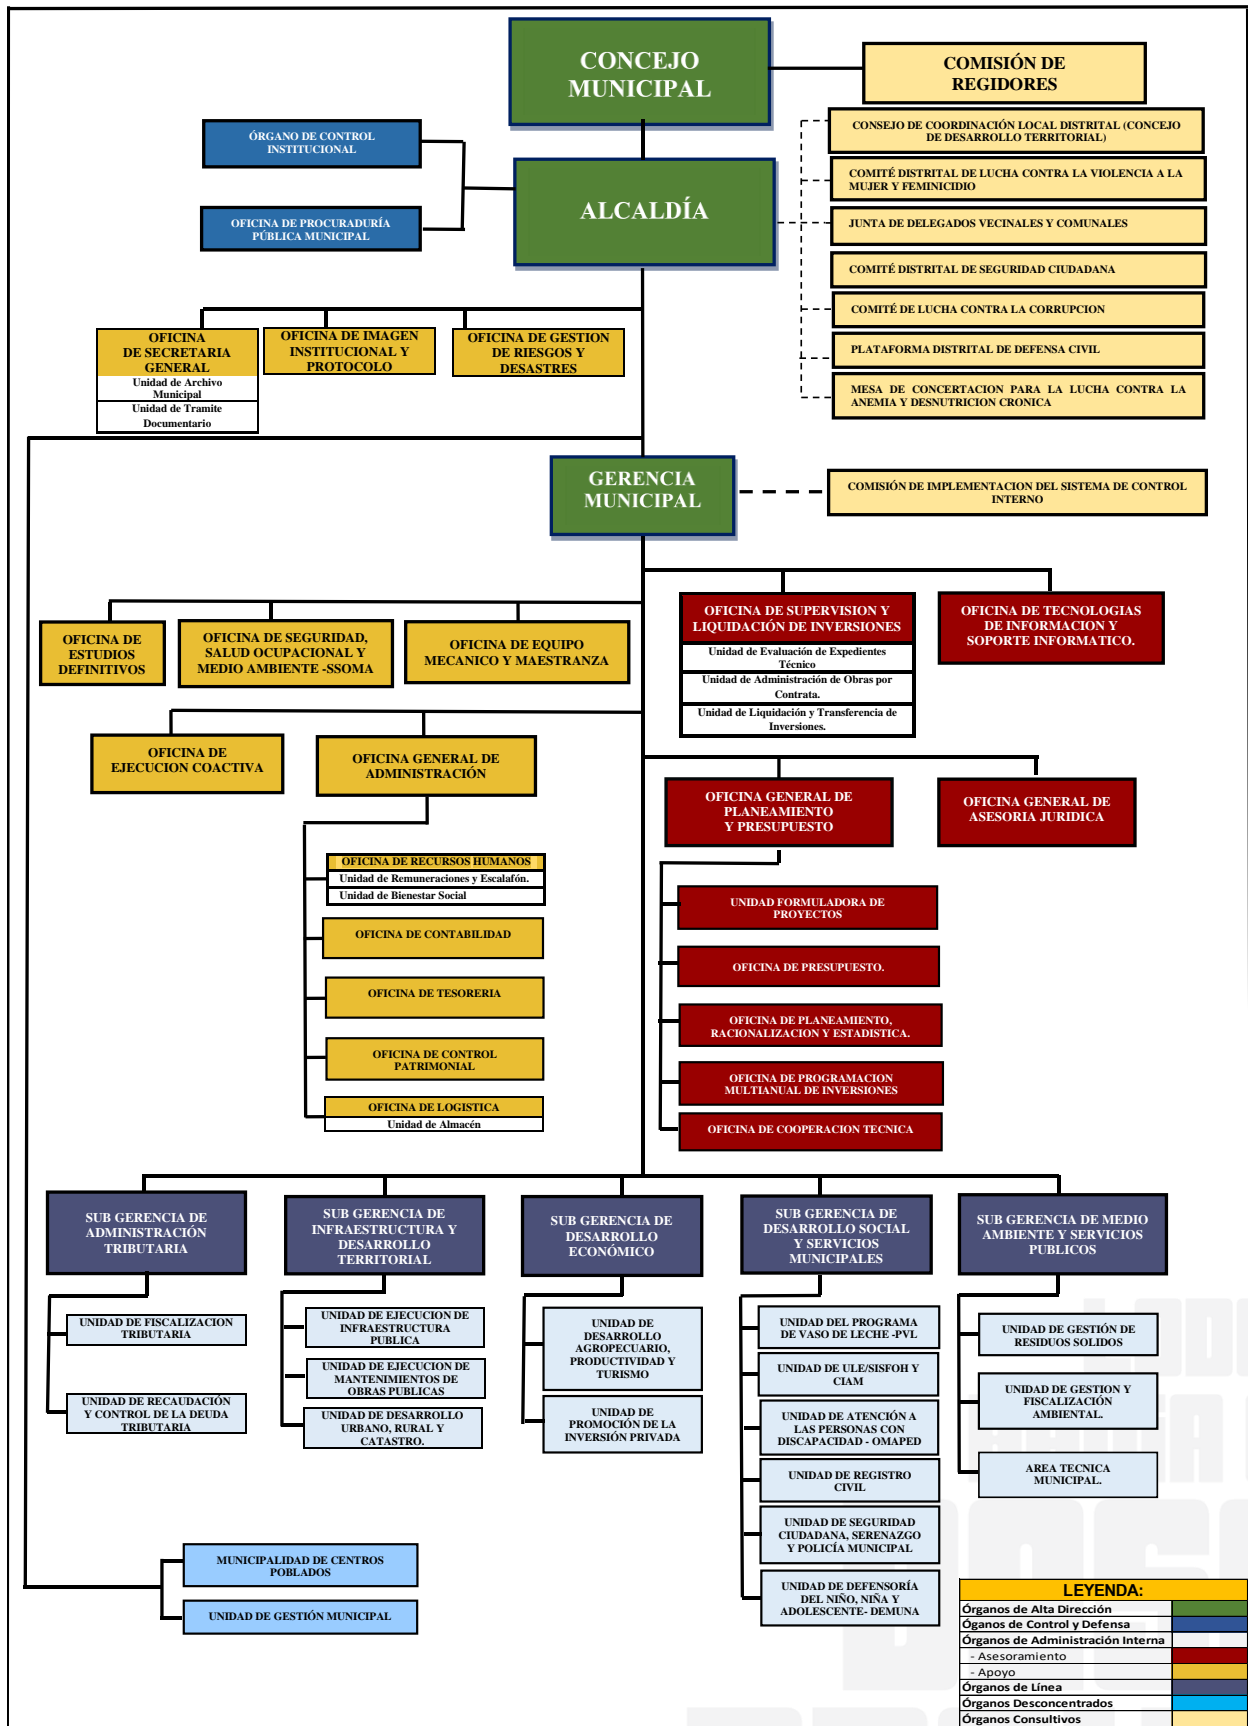 CONCEJO
MUNICIPAL
COMISIÓN DE
REGIDORES
ÓRGANO DE CONTROL
INSTITUCIONAL
OFICINA DE PROCURADURÍA
PÚBLICA MUNICIPAL
ALCALDÍA
CONSEJO DE COORDINACIÓN LOCAL DISTRITAL (CONCEJO
DE DESARROLLO TERRITORIAL)
COMITÉ DISTRITAL DE LUCHA CONTRA LA VIOLENCIA A LA
MUJER Y FEMINICIDIO
JUNTA DE DELEGADOS VECINALES Y COMUNALES
COMITÉ DISTRITAL DE SEGURIDAD CIUDADANA
COMITÉ DE LUCHA CONTRA LA CORRUPCION
PLATAFORMA DISTRITAL DE DEFENSA CIVIL
MESA DE CONCERTACION PARA LA LUCHA CONTRA LA
ANEMIA Y DESNUTRICION CRONICA
OFICINA
DE SECRETARIA
GENERAL
Unidad de Archivo
Municipal
Unidad de Tramite
Documentario
OFICINA DE IMAGEN
INSTITUCIONAL Y
PROTOCOLO
OFICINA DE GESTION
DE RIESGOS Y
DESASTRES
GERENCIA
MUNICIPAL
COMISIÓN DE IMPLEMENTACION DEL SISTEMA DE CONTROL
INTERNO
OFICINA DE
ESTUDIOS
DEFINITIVOS
OFICINA DE SEGURIDAD,
SALUD OCUPACIONAL Y
MEDIO AMBIENTE -SSOMA
OFICINA DE EQUIPO
MECANICO Y MAESTRANZA
OFICINA DE SUPERVISION Y
LIQUIDACIÓN DE INVERSIONES
Unidad de Evaluación de Expedientes
Técnico
Unidad de Administración de Obras por
Contrata.
Unidad de Liquidación y Transferencia de
Inversiones.
OFICINA DE TECNOLOGIAS
DE INFORMACION Y
SOPORTE INFORMATICO.
OFICINA DE
EJECUCION COACTIVA
OFICINA GENERAL DE
ADMINISTRACIÓN
OFICINA GENERAL DE
PLANEAMIENTO
Y PRESUPUESTO
OFICINA GENERAL DE
ASESORIA JURIDICA
OFICINA DE RECURSOS HUMANOS
Unidad de Remuneraciones y Escalafón.
Unidad de Bienestar Social
OFICINA DE CONTABILIDAD
OFICINA DE TESORERIA
OFICINA DE CONTROL
PATRIMONIAL
OFICINA DE LOGISTICA
Unidad de Almacén
UNIDAD FORMULADORA DE
PROYECTOS
OFICINA DE PRESUPUESTO.
OFICINA DE PLANEAMIENTO,
RACIONALIZACION Y ESTADISTICA.
OFICINA DE PROGRAMACION
MULTIANUAL DE INVERSIONES
OFICINA DE COOPERACION TECNICA
SUB GERENCIA DE
ADMINISTRACIÓN
TRIBUTARIA
UNIDAD DE FISCALIZACION
TRIBUTARIA
UNIDAD DE RECAUDACIÓN
Y CONTROL DE LA DEUDA
TRIBUTARIA
SUB GERENCIA DE
INFRAESTRUCTURA Y
DESARROLLO
TERRITORIAL
UNIDAD DE EJECUCION DE
INFRAESTRUCTURA
PUBLICA
UNIDAD DE EJECUCION DE
MANTENIMIENTOS DE
OBRAS PUBLICAS
UNIDAD DE DESARROLLO
URBANO, RURAL Y
CATASTRO.
SUB GERENCIA DE
DESARROLLO
ECONÓMICO
UNIDAD DE
DESARROLLO
AGROPECUARIO,
PRODUCTIVIDAD Y
TURISMO
UNIDAD DE
PROMOCIÓN DE LA
INVERSIÓN PRIVADA
SUB GERENCIA DE
DESARROLLO SOCIAL
Y SERVICIOS
MUNICIPALES
UNIDAD DEL PROGRAMA
DE VASO DE LECHE -PVL
UNIDAD DE ULE/SISFOH Y
CIAM
UNIDAD DE ATENCIÓN A
LAS PERSONAS CON
DISCAPACIDAD - OMAPED
UNIDAD DE REGISTRO
CIVIL
UNIDAD DE SEGURIDAD
CIUDADANA, SERENAZGO
Y POLICÍA MUNICIPAL
UNIDAD DE DEFENSORÍA
DEL NIÑO, NIÑA Y
ADOLESCENTE- DEMUNA
SUB GERENCIA DE MEDIO
AMBIENTE Y SERVICIOS
PUBLICOS
UNIDAD DE GESTIÓN DE
RESIDUOS SOLIDOS
UNIDAD DE GESTION Y
FISCALIZACIÓN
AMBIENTAL.
AREA TECNICA
MUNICIPAL.
MUNICIPALIDAD DE CENTROS
POBLADOS
UNIDAD DE GESTIÓN MUNICIPAL
LEYENDA:
Órganos de Alta Dirección
Óganos de Control y Defensa
Órganos de Administración Interna
- Asesoramiento
- Apoyo
Órganos de Línea
Órganos Desconcentrados
Órganos Consultivos